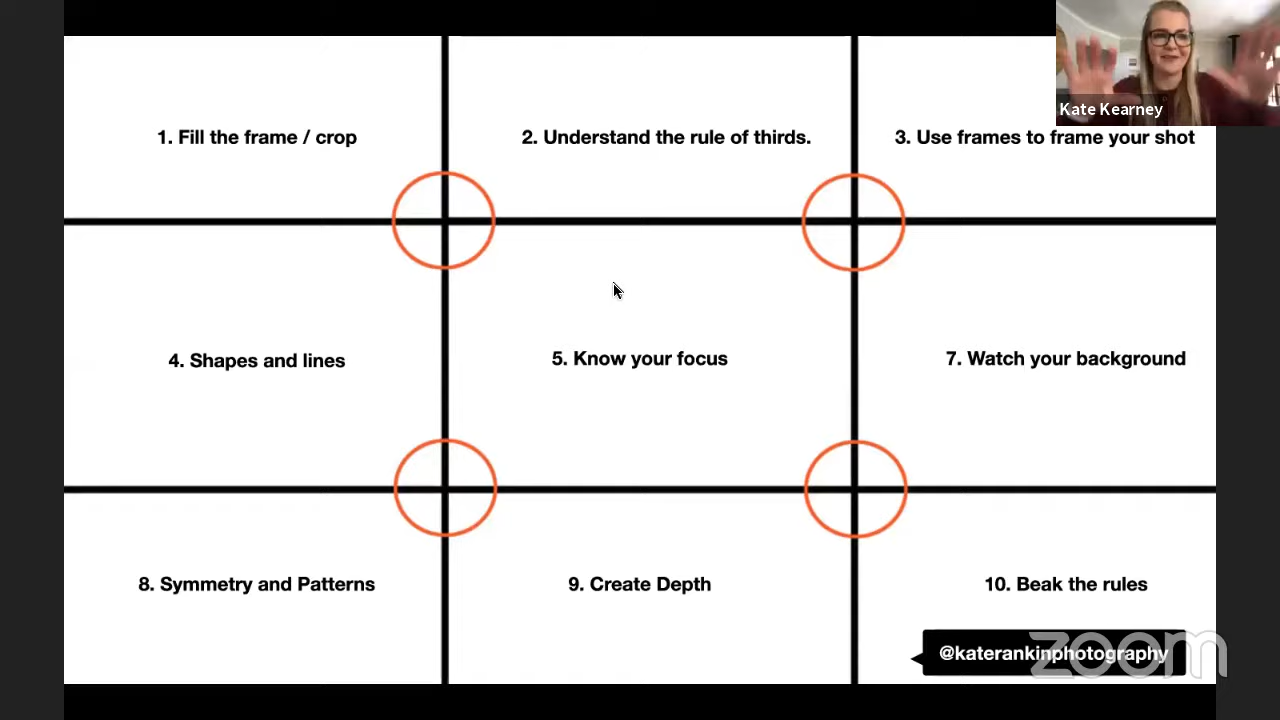 Kate Kearney
1. Fill the frame / crop
2. Understand the rule of thirds.
3. Use frames to frame your shot
4. Shapes and lines
5. Know your focus
7. Watch your background
8. Symmetry and Patterns
9. Create Depth
10. Beak the rules
@katerankinphotography
zoom